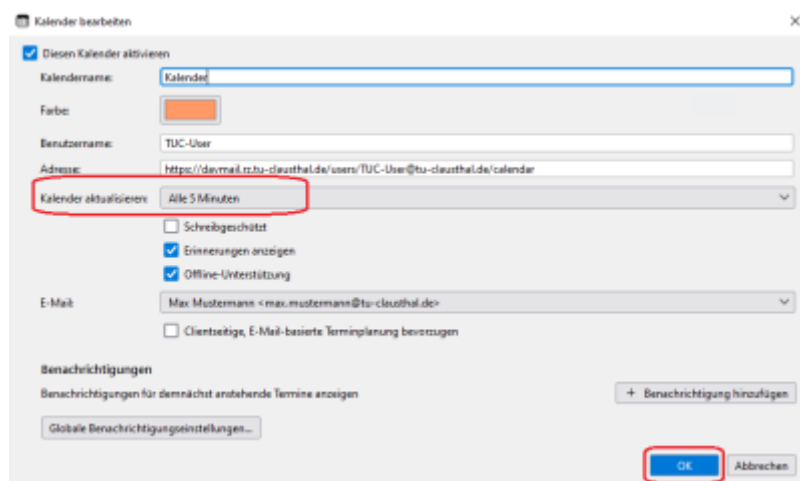 Kalender bearbeiten
Diesen Kalender aktivieren
Kalendername: Kalender
Farbe:
Benutzername: TUC-User
Adresse: https://davmail.rz.tu-clausthal.de/users/TUC-User@tu-clausthal.de/calendar
Kalender aktualisieren: Alle 5 Minuten
Schreibgeschützt
Erinnerungen anzeigen
Offline-Unterstützung
E-Mail: Max Mustermann <max.mustermann@tu-clausthal.de>
Clientseitige, E-Mail-basierte Terminplanung bevorzugen
Benachrichtigungen
Benachrichtigungen für demnächst anstehende Termine anzeigen + Benachrichtigung hinzufügen
Globale Benachrichtigungseinstellungen...
OK Abbrechen